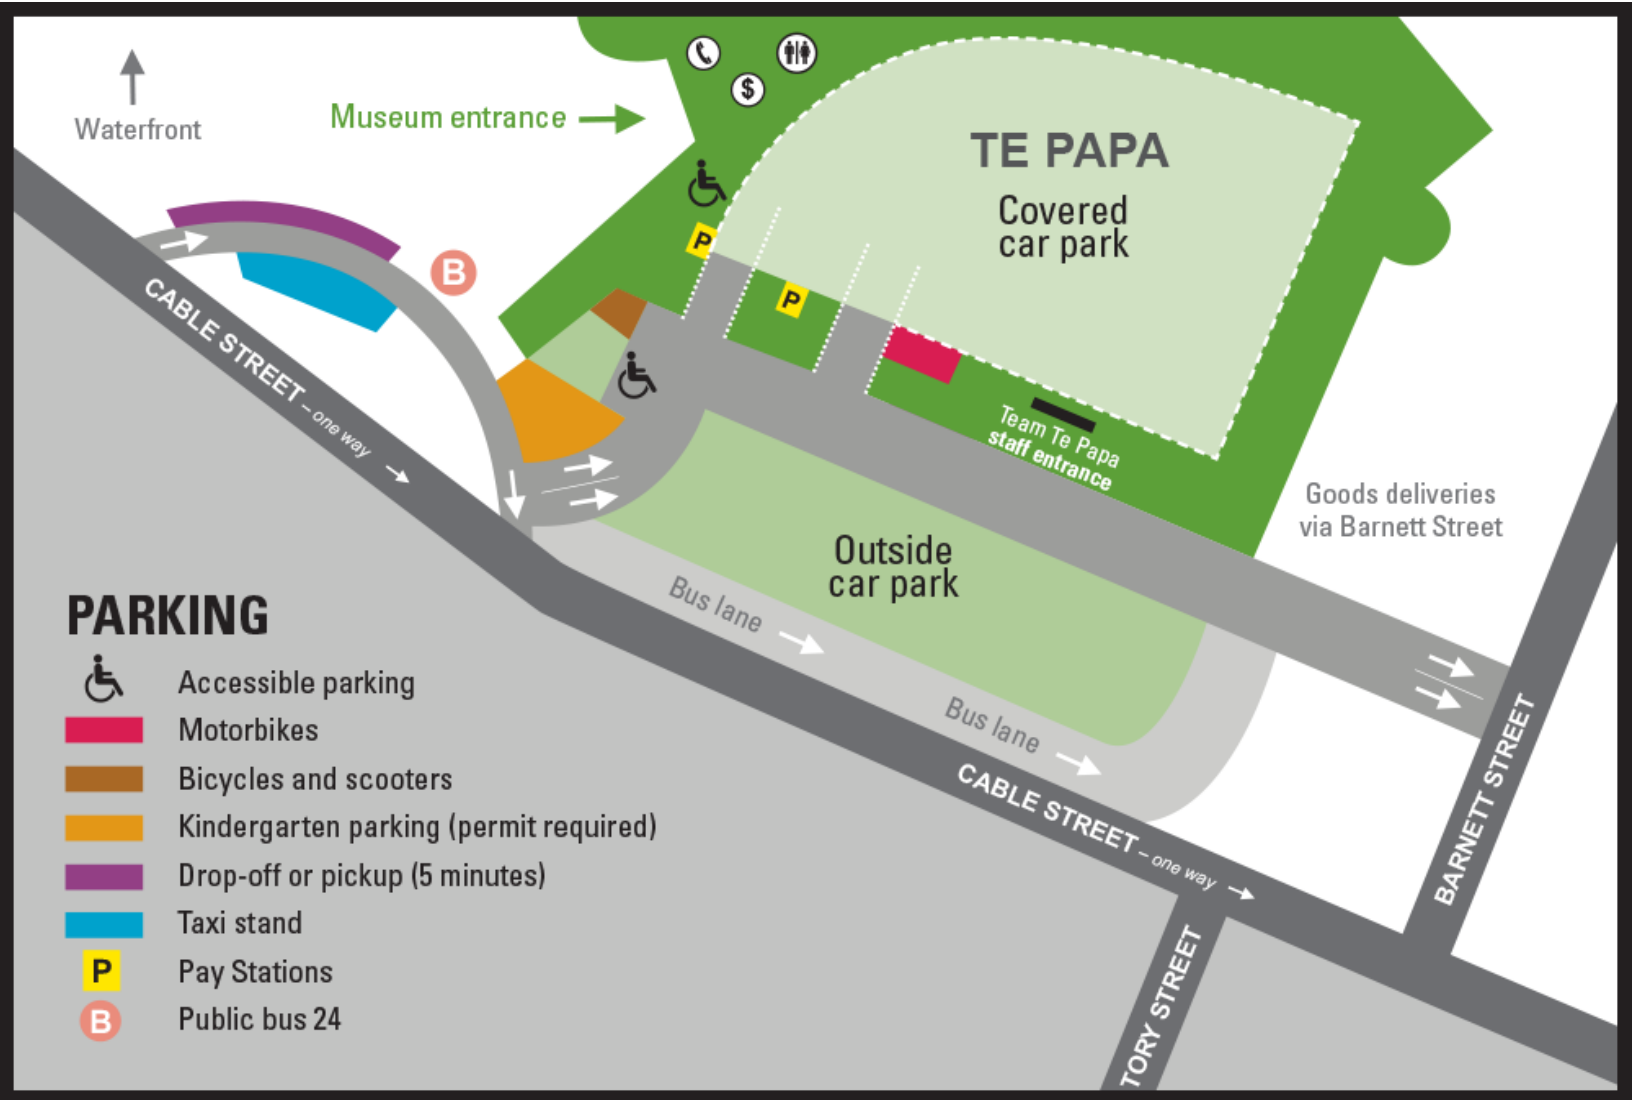 Waterfront
Museum entrance
$
TE PAPA
Covered
car park
P
B
P
CABLE STREET – one way
Team Te Papa
staff entrance
Goods deliveries
via Barnett Street
Outside
car park
Bus lane
Bus lane
CABLE STREET – one way
BARNETT STREET
TORY STREET
PARKING
Accessible parking
Motorbikes
Bicycles and scooters
Kindergarten parking (permit required)
Drop-off or pickup (5 minutes)
Taxi stand
P Pay Stations
B Public bus 24